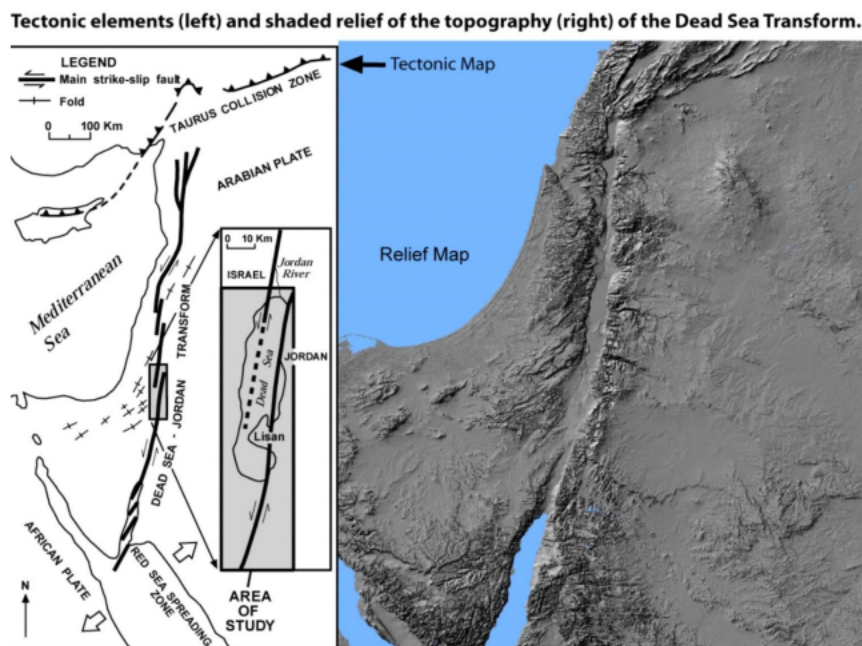 Tectonic elements (left) and shaded relief of the topography (right) of the Dead Sea Transform.
LEGEND
Main strike-slip fault
Fold
0 100 Km
TAURUS COLLISION ZONE
Tectonic Map
ARABIAN PLATE
Mediterranean
Sea
DEAD SEA - JORDAN TRANSFORM
0 10 Km
ISRAEL
Jordan
River
JORDAN
Dead Sea
Lisan
AFRICAN PLATE
RED SEA SPREADING
ZONE
N
AREA
OF
STUDY
Relief Map